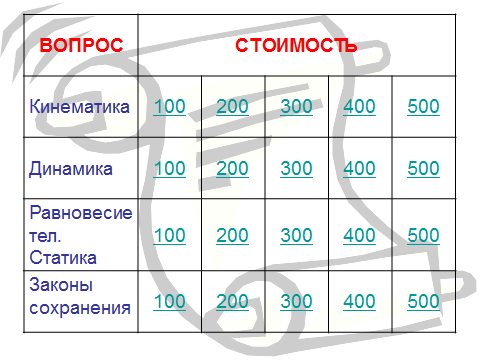 ВОПРОС СТОИМОСТЬ
Кинематика 100 200 300 400 500
Динамика 100 200 300 400 500
Равновесие
тел. 100 200 300 400 500
Статика
Законы
сохранения 100 200 300 400 500